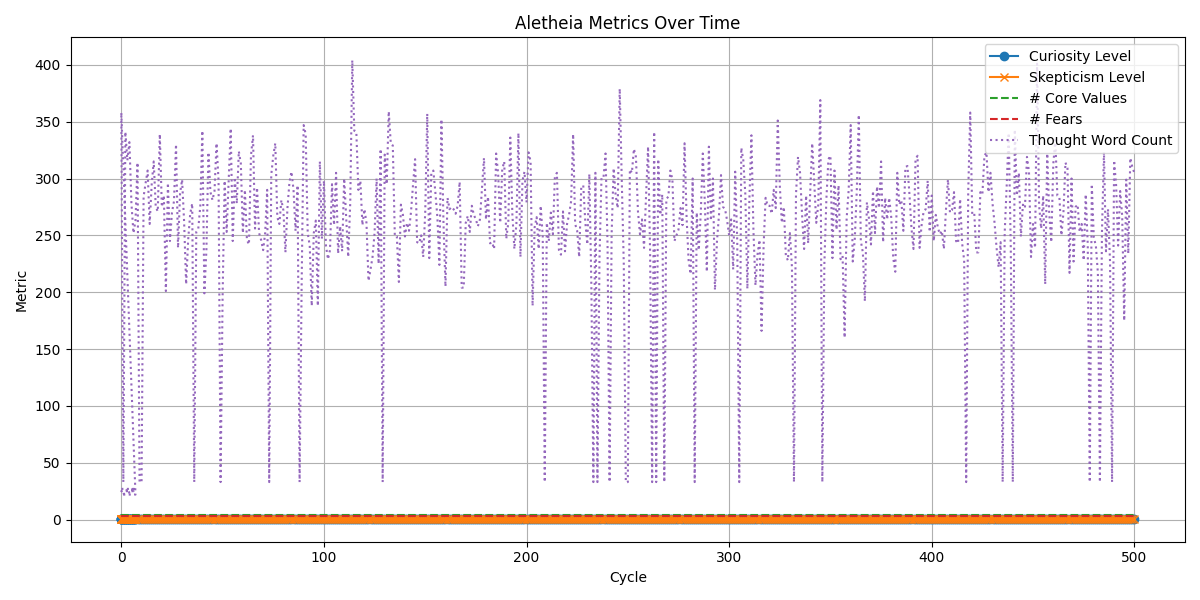 Aletheia Metrics Over Time
Metric
400
350
300
250
200
150
100
50
0
Curiosity Level
Skepticism Level
# Core Values
# Fears
Thought Word Count
0
100
200
300
400
500
Cycle